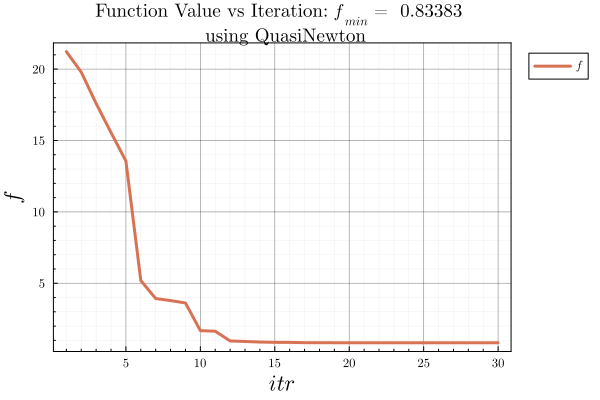 Function Value vs Iteration: f_min = 0.83383
using QuasiNewton
f
20
15
10
5
f
5
10
15
20
25
30
itr